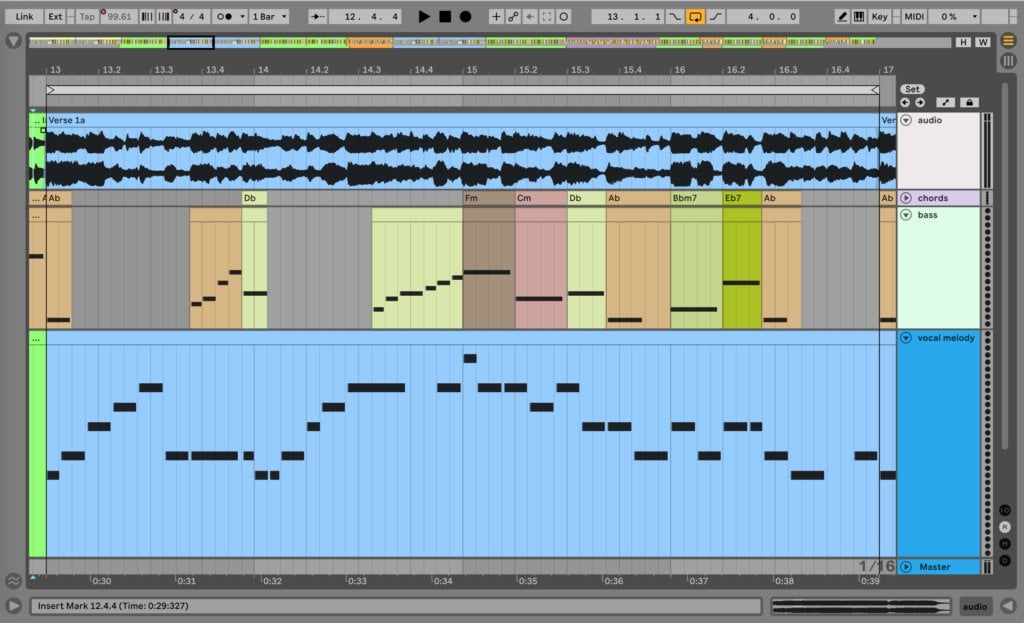 Link Ext Tap 99.61 4 / 4 1 Bar 12. 4. 4 13. 1. 1 4. 0. 0 Key MIDI 0 %
H W
13 13.2 13.3 13.4 14 14.2 14.3 14.4 15 15.2 15.3 15.4 16 16.2 16.3 16.4 17
Set
Verse 1a Ver audio
... A Ab Db Fm Cm Db Ab Bbm7 Eb7 Ab Ab chords
... bass
... vocal melody
1/16 Master
0:30 0:31 0:32 0:33 0:34 0:35 0:36 0:37 0:38 0:39
Insert Mark 12.4.4 (Time: 0:29:327) audio